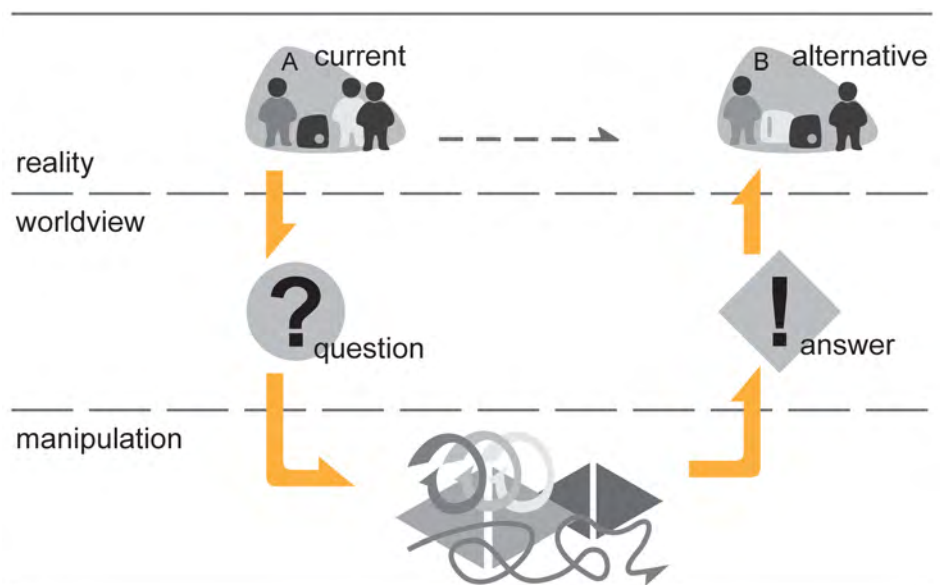 A current
B alternative
reality
worldview
?
question
!
answer
manipulation